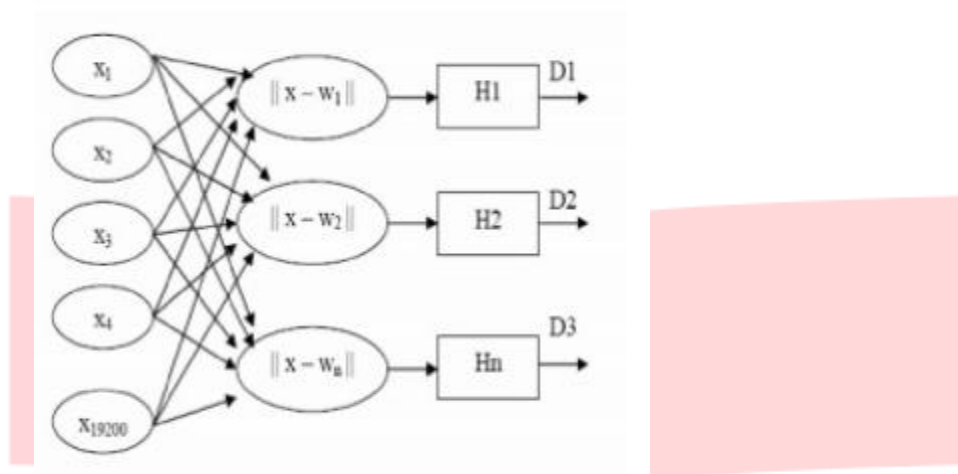 x₁
x₂
x₃
x₄
x₁₉₂₀₀
‖ x − w₁ ‖
‖ x − w₂ ‖
‖ x − wₙ ‖
H1
H2
Hn
D1
D2
D3